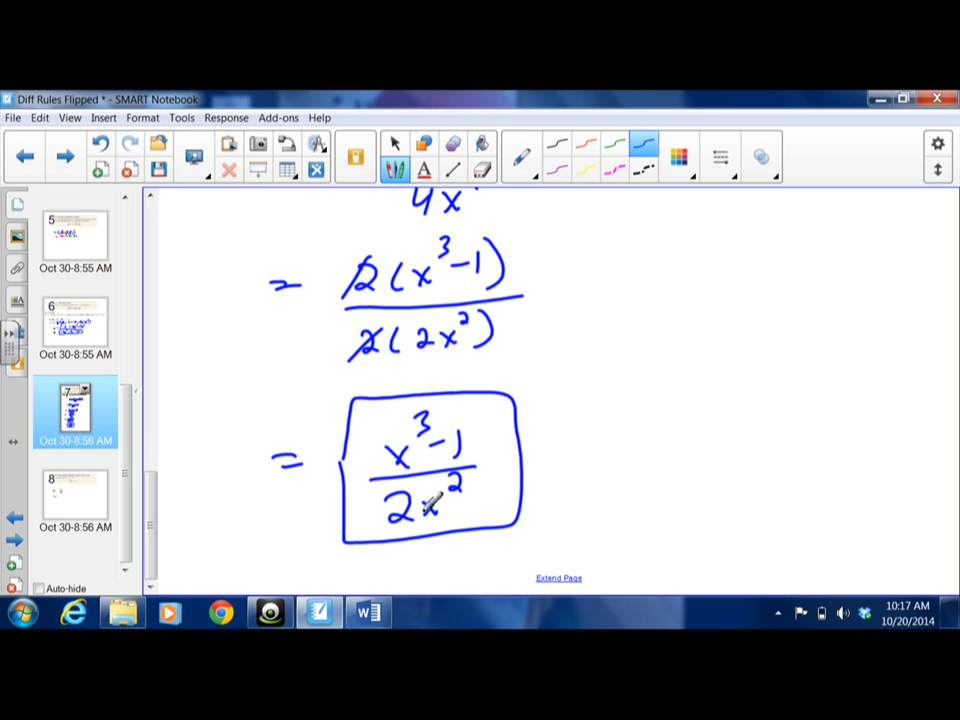 Diff Rules Flipped * - SMART Notebook
File Edit View Insert Format Tools Response Add-ons Help
5
Oct 30-8:55 AM
6
Oct 30-8:55 AM
7
Oct 30-8:56 AM
8
Oct 30-8:56 AM
Auto-hide
4x
= 2(x³-1)
2(2x²)
= x³-1
2x²
Extend Page
10:17 AM
10/20/2014